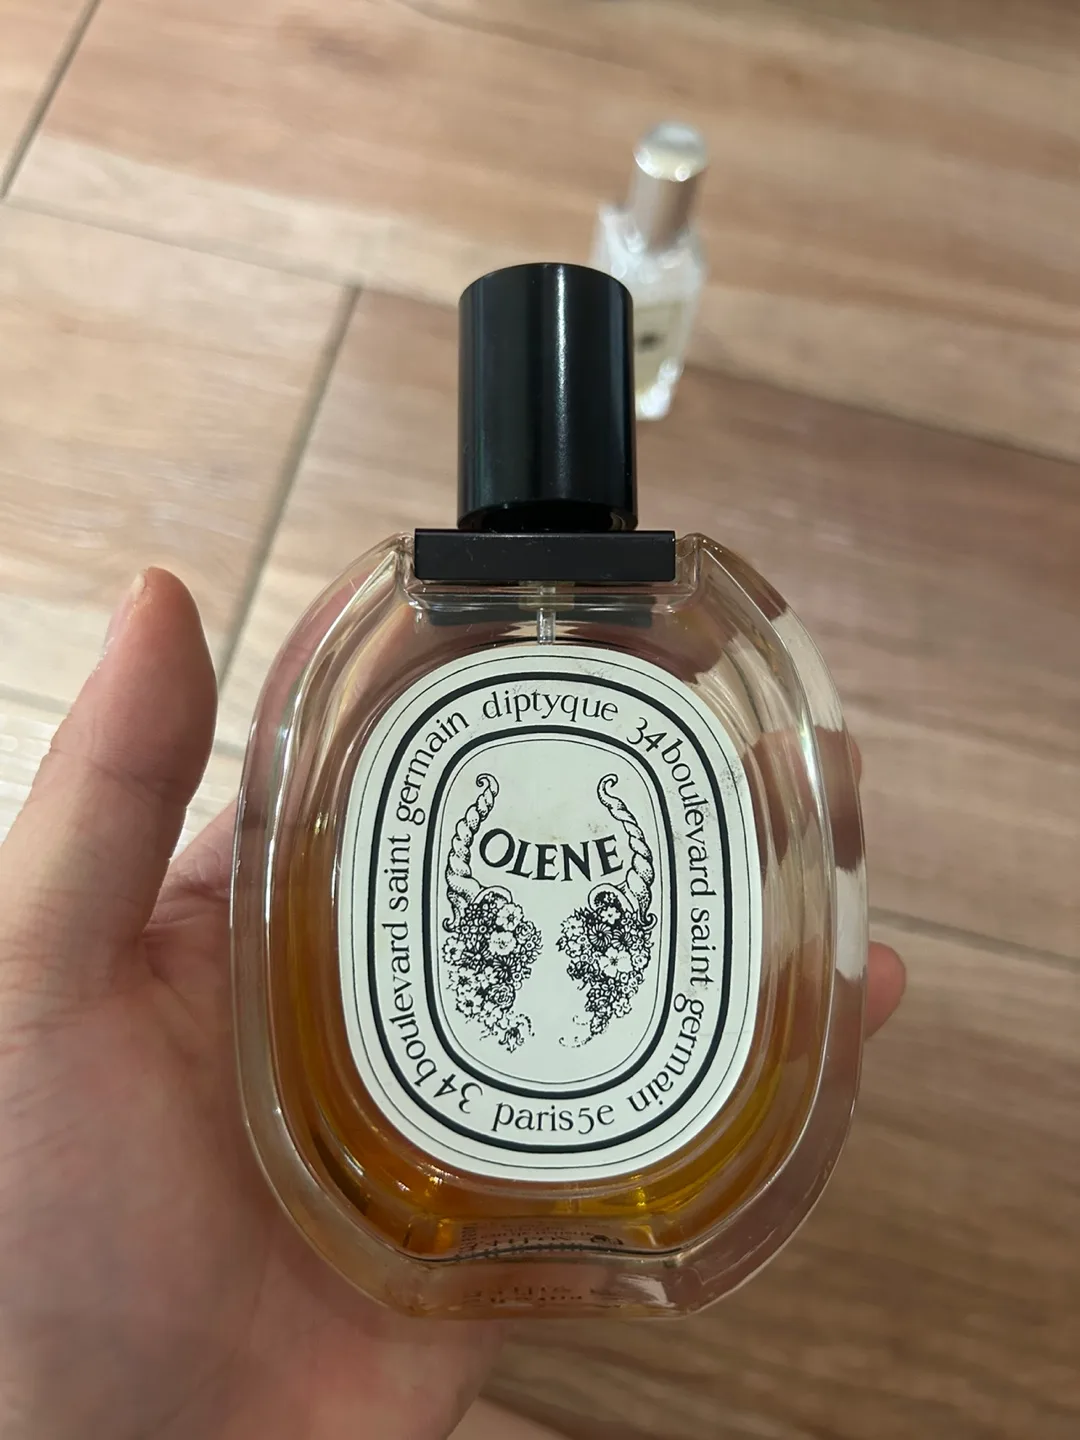 diptyque 34 boulevard saint germain
paris 5e
34 boulevard saint germain
OLENE